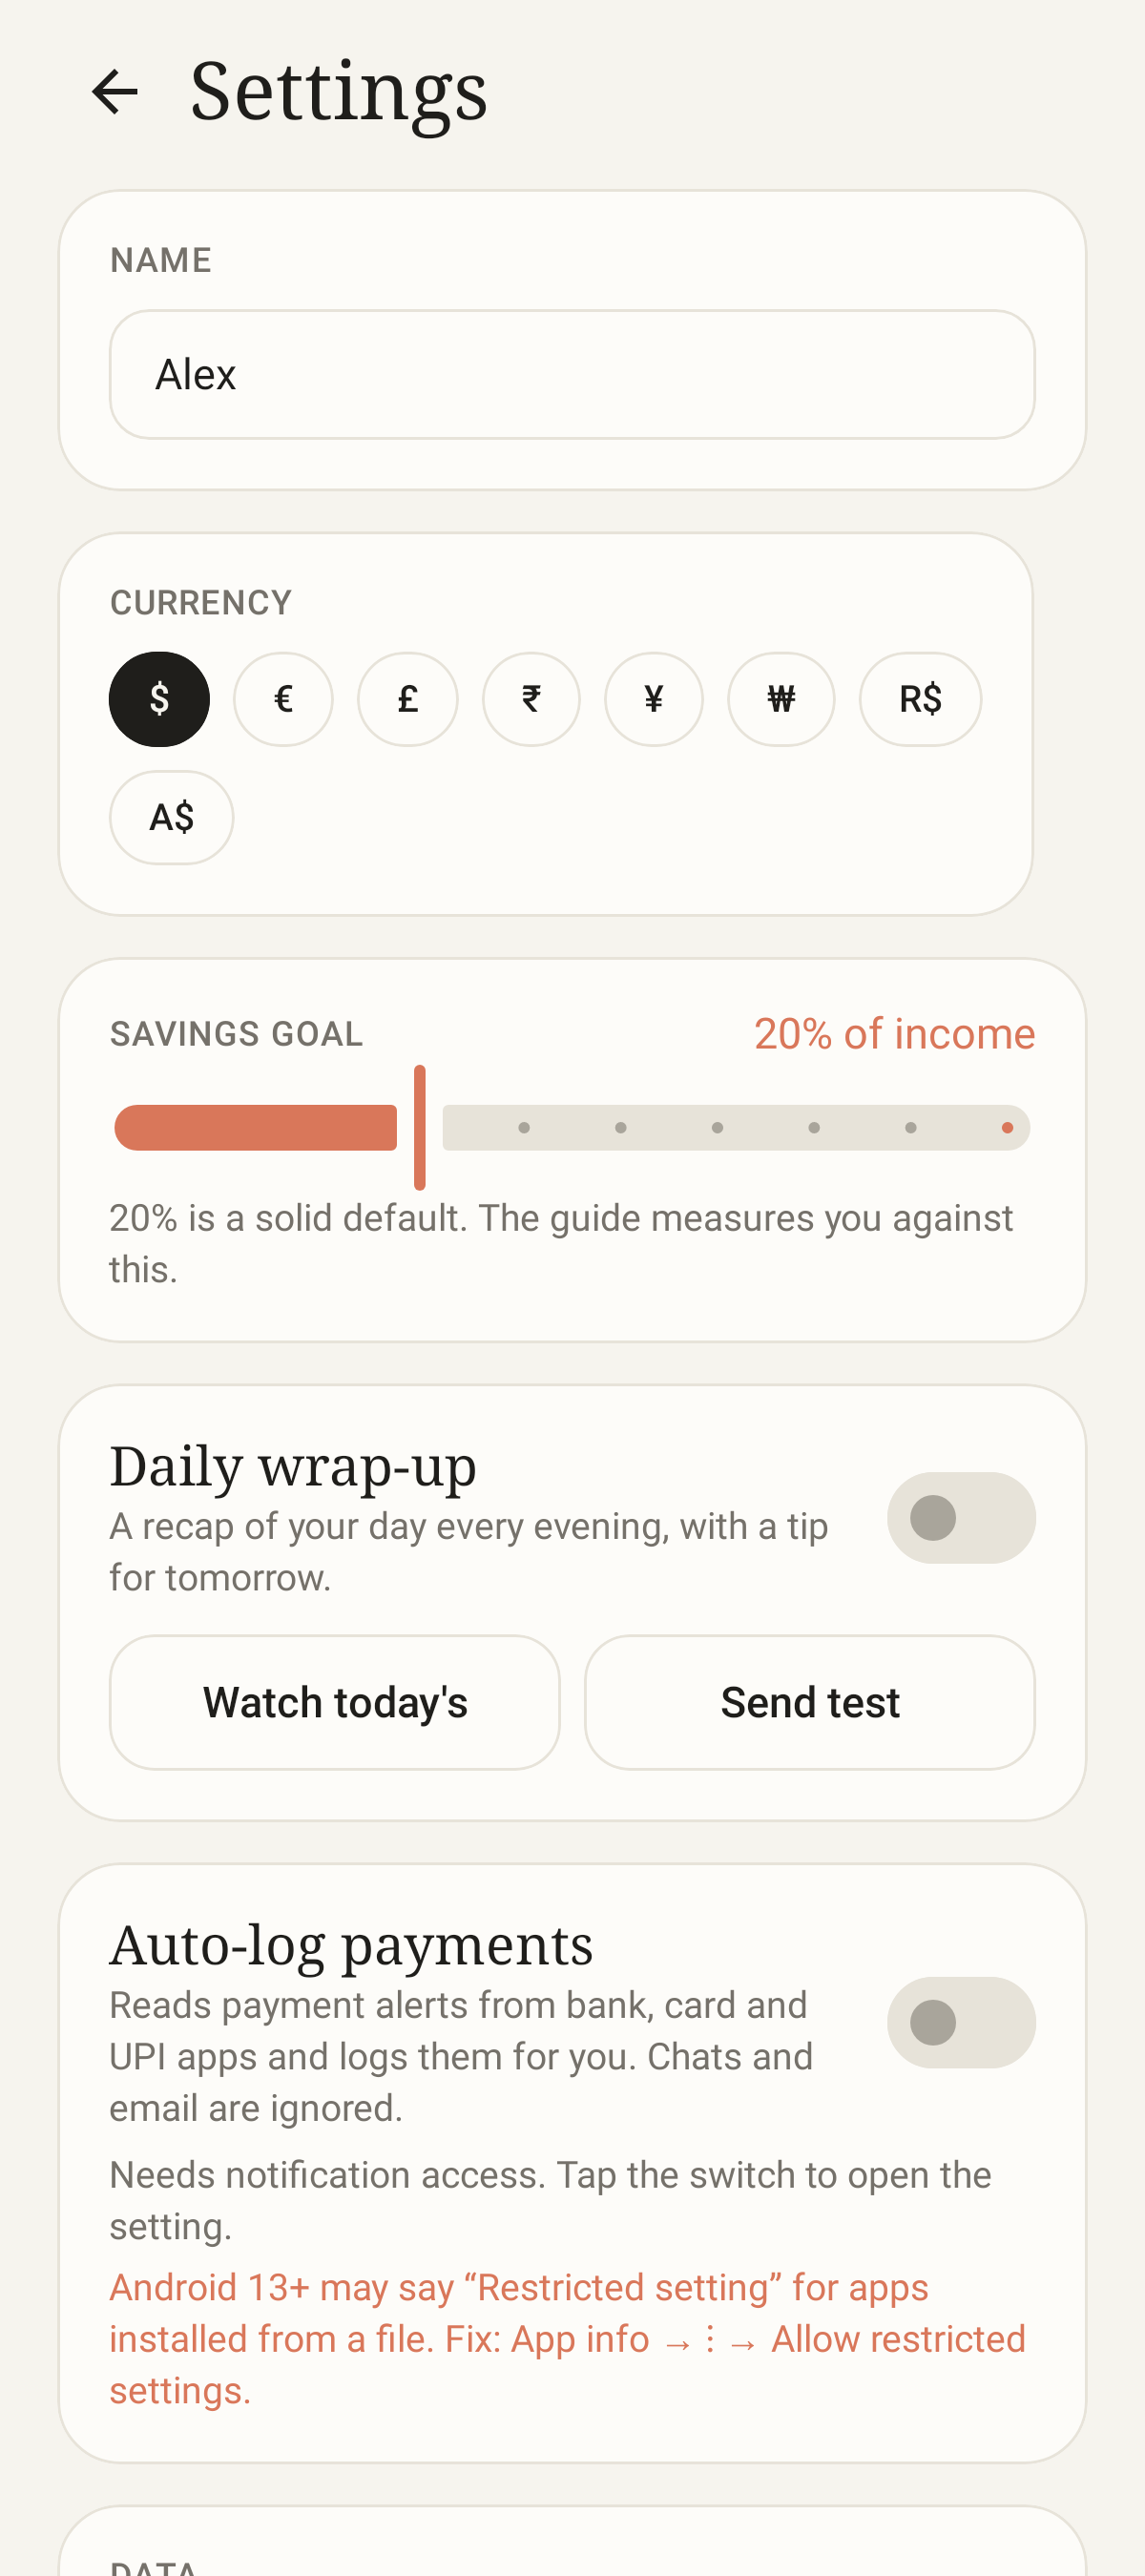 Settings
NAME
Alex
CURRENCY
$ € £ ₹ ¥ ₩ R$
A$
SAVINGS GOAL 20% of income
20% is a solid default. The guide measures you against
this.
Daily wrap-up
A recap of your day every evening, with a tip
for tomorrow.
Watch today's Send test
Auto-log payments
Reads payment alerts from bank, card and
UPI apps and logs them for you. Chats and
email are ignored.
Needs notification access. Tap the switch to open the
setting.
Android 13+ may say “Restricted setting” for apps
installed from a file. Fix: App info → ⋮ → Allow restricted
settings.
DATA